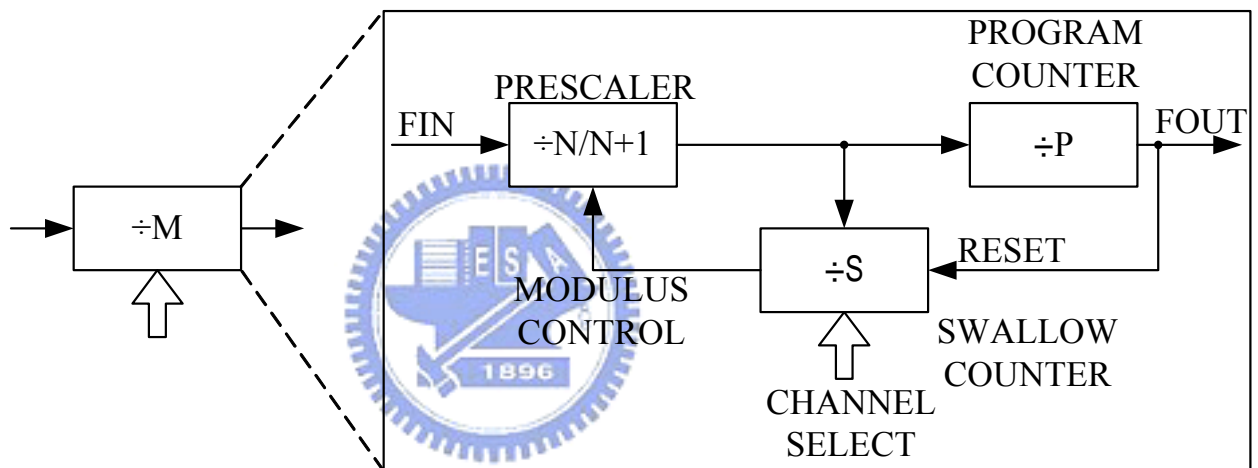 PROGRAM
COUNTER
PRESCALER
FIN
÷N/N+1
÷P
FOUT
÷M
÷S
RESET
MODULUS
CONTROL
SWALLOW
COUNTER
CHANNEL
SELECT
E S A
1896